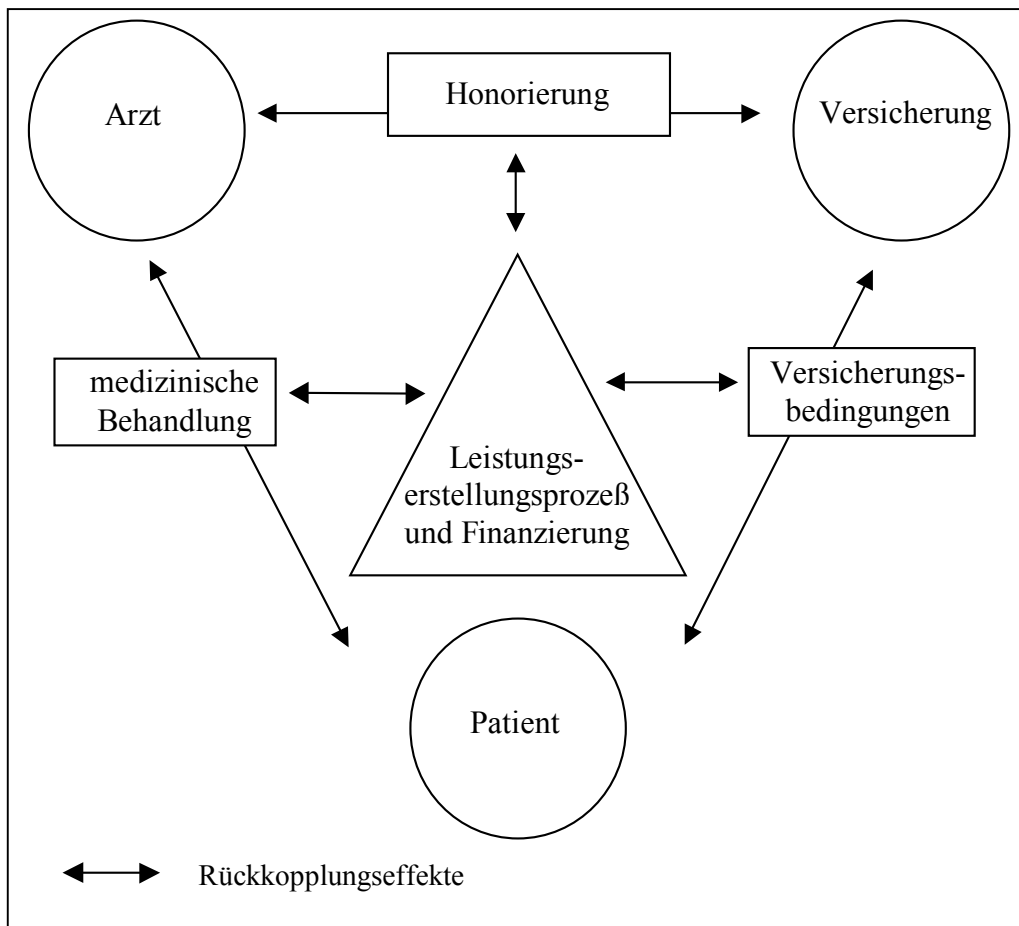 Arzt
Honorierung
Versicherung
medizinische
Behandlung
Versicherungs-
bedingungen
Leistungs-
erstellungsprozeß
und Finanzierung
Patient
Rückkopplungseffekte